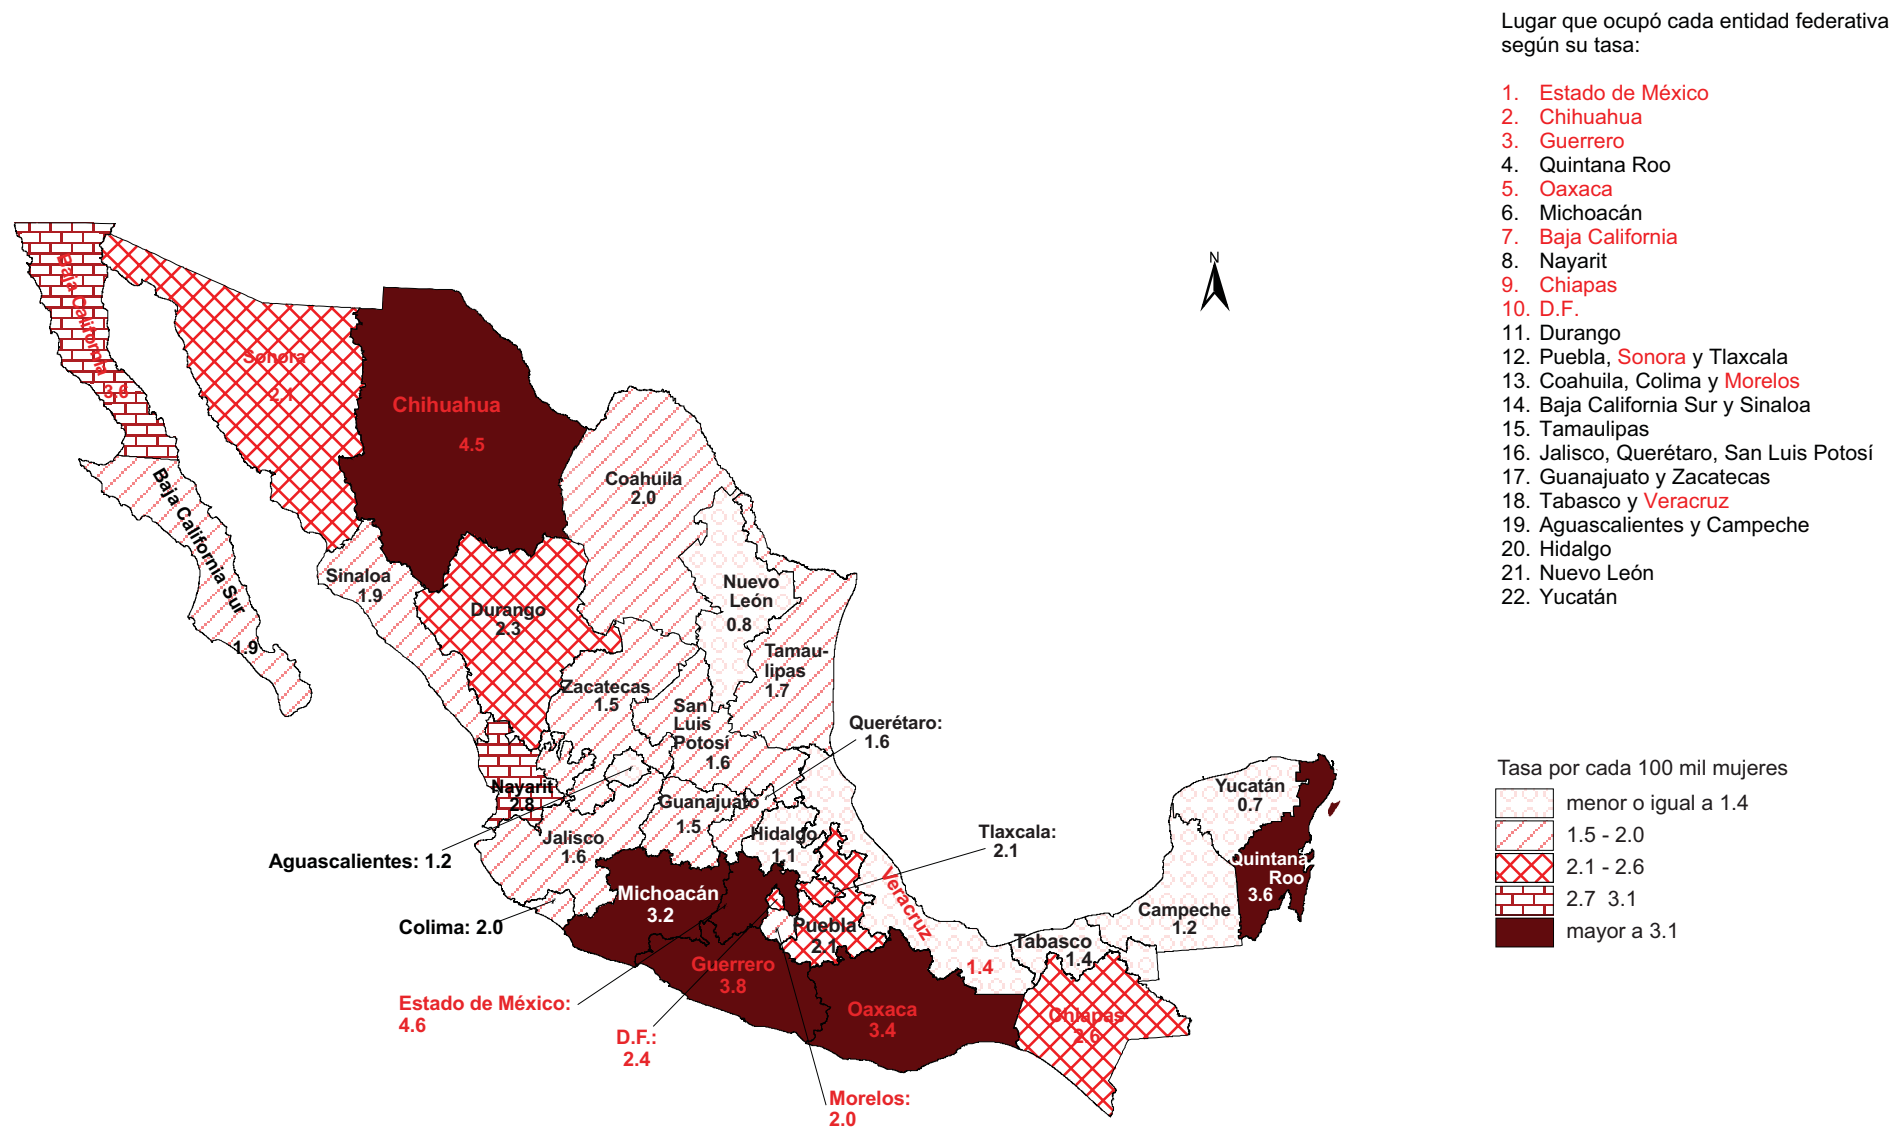 Lugar que ocupó cada entidad federativa
según su tasa:
1. Estado de México
2. Chihuahua
3. Guerrero
4. Quintana Roo
5. Oaxaca
6. Michoacán
7. Baja California
8. Nayarit
9. Chiapas
10. D.F.
11. Durango
12. Puebla, Sonora y Tlaxcala
13. Coahuila, Colima y Morelos
14. Baja California Sur y Sinaloa
15. Tamaulipas
16. Jalisco, Querétaro, San Luis Potosí
17. Guanajuato y Zacatecas
18. Tabasco y Veracruz
19. Aguascalientes y Campeche
20. Hidalgo
21. Nuevo León
22. Yucatán
N
Baja California
3.0
Sonora
2.1
Chihuahua
4.5
Coahuila
2.0
Baja California Sur
1.9
Sinaloa
1.9
Durango
2.3
Nuevo
León
0.8
Tamau-
lipas
1.7
Zacatecas
1.5
San
Luis
Potosí
1.6
Querétaro:
1.6
Nayarit
2.8
Guanajuato
1.5
Jalisco
1.6
Hidalgo
1.1
Aguascalientes: 1.2
Tlaxcala:
2.1
Michoacán
3.2
Colima: 2.0
Puebla
2.1
Veracruz
1.4
Guerrero
3.8
Estado de México:
4.6
D.F.:
2.4
Morelos:
2.0
Oaxaca
3.4
Tabasco
1.4
Chiapas
2.6
Campeche
1.2
Yucatán
0.7
Quintana
Roo
3.6
Tasa por cada 100 mil mujeres
menor o igual a 1.4
1.5 - 2.0
2.1 - 2.6
2.7 3.1
mayor a 3.1